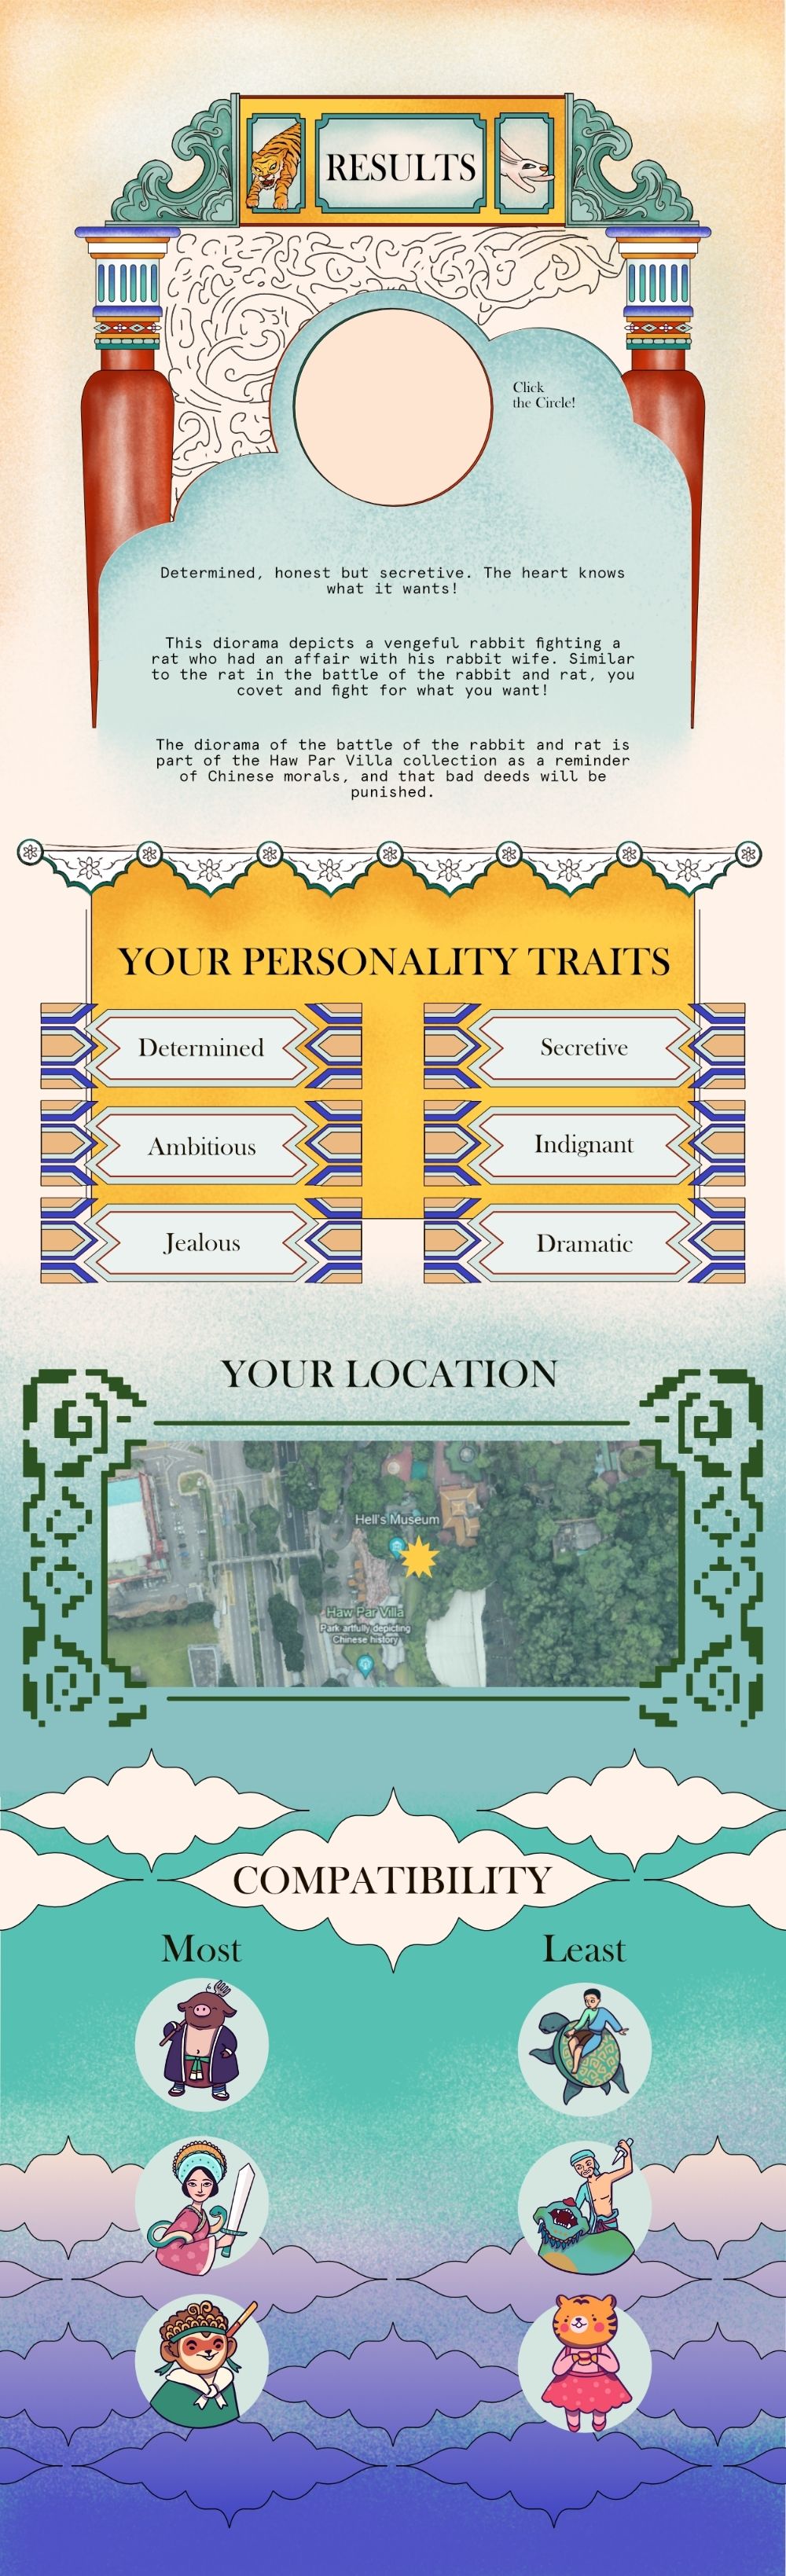 RESULTS
Click
the Circle!
Determined, honest but secretive. The heart knows
what it wants!
This diorama depicts a vengeful rabbit fighting a
rat who had an affair with his rabbit wife. Similar
to the rat in the battle of the rabbit and rat, you
covet and fight for what you want!
The diorama of the battle of the rabbit and rat is
part of the Haw Par Villa collection as a reminder
of Chinese morals, and that bad deeds will be
punished.
YOUR PERSONALITY TRAITS
Determined
Secretive
Ambitious
Indignant
Jealous
Dramatic
YOUR LOCATION
Hell's Museum
Haw Par Villa
Park artfully depicting
Chinese history
COMPATIBILITY
Most
Least